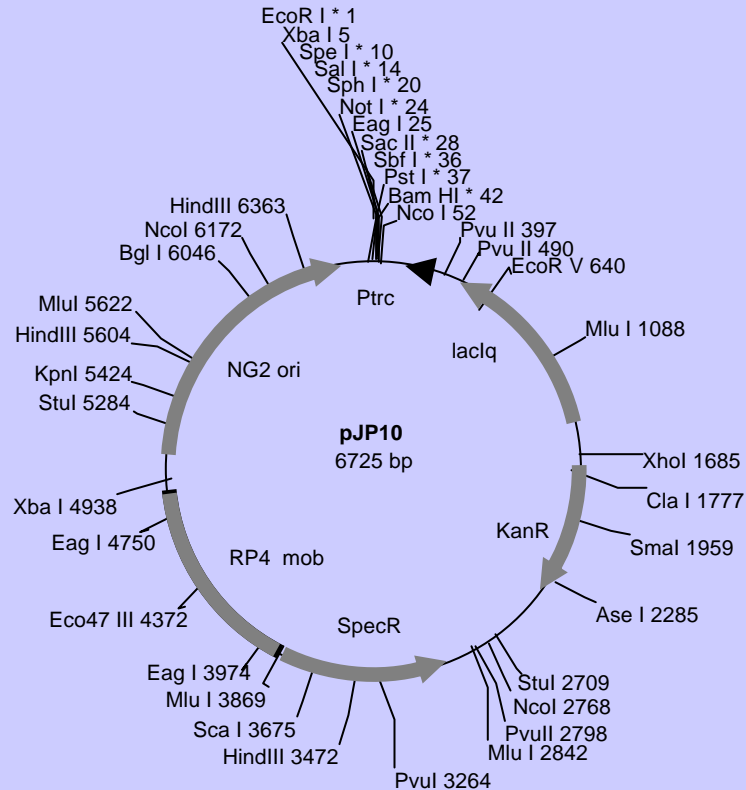 EcoR I * 1
Xba I 5
Spe I * 10
Sal I * 14
Sph I * 20
Not I * 24
Eag I 25
Sac II * 28
Sbf I * 36
Pst I * 37
Bam HI * 42
Nco I 52
Pvu II 397
Pvu II 490
EcoR V 640
Mlu I 1088
XhoI 1685
Cla I 1777
SmaI 1959
Ase I 2285
StuI 2709
NcoI 2768
PvuII 2798
Mlu I 2842
PvuI 3264
HindIII 3472
Sca I 3675
Mlu I 3869
Eag I 3974
Eco47 III 4372
Eag I 4750
Xba I 4938
StuI 5284
KpnI 5424
HindIII 5604
MluI 5622
Bgl I 6046
NcoI 6172
HindIII 6363
Ptrc
lacIq
KanR
SpecR
RP4 mob
NG2 ori
pJP10
6725 bp